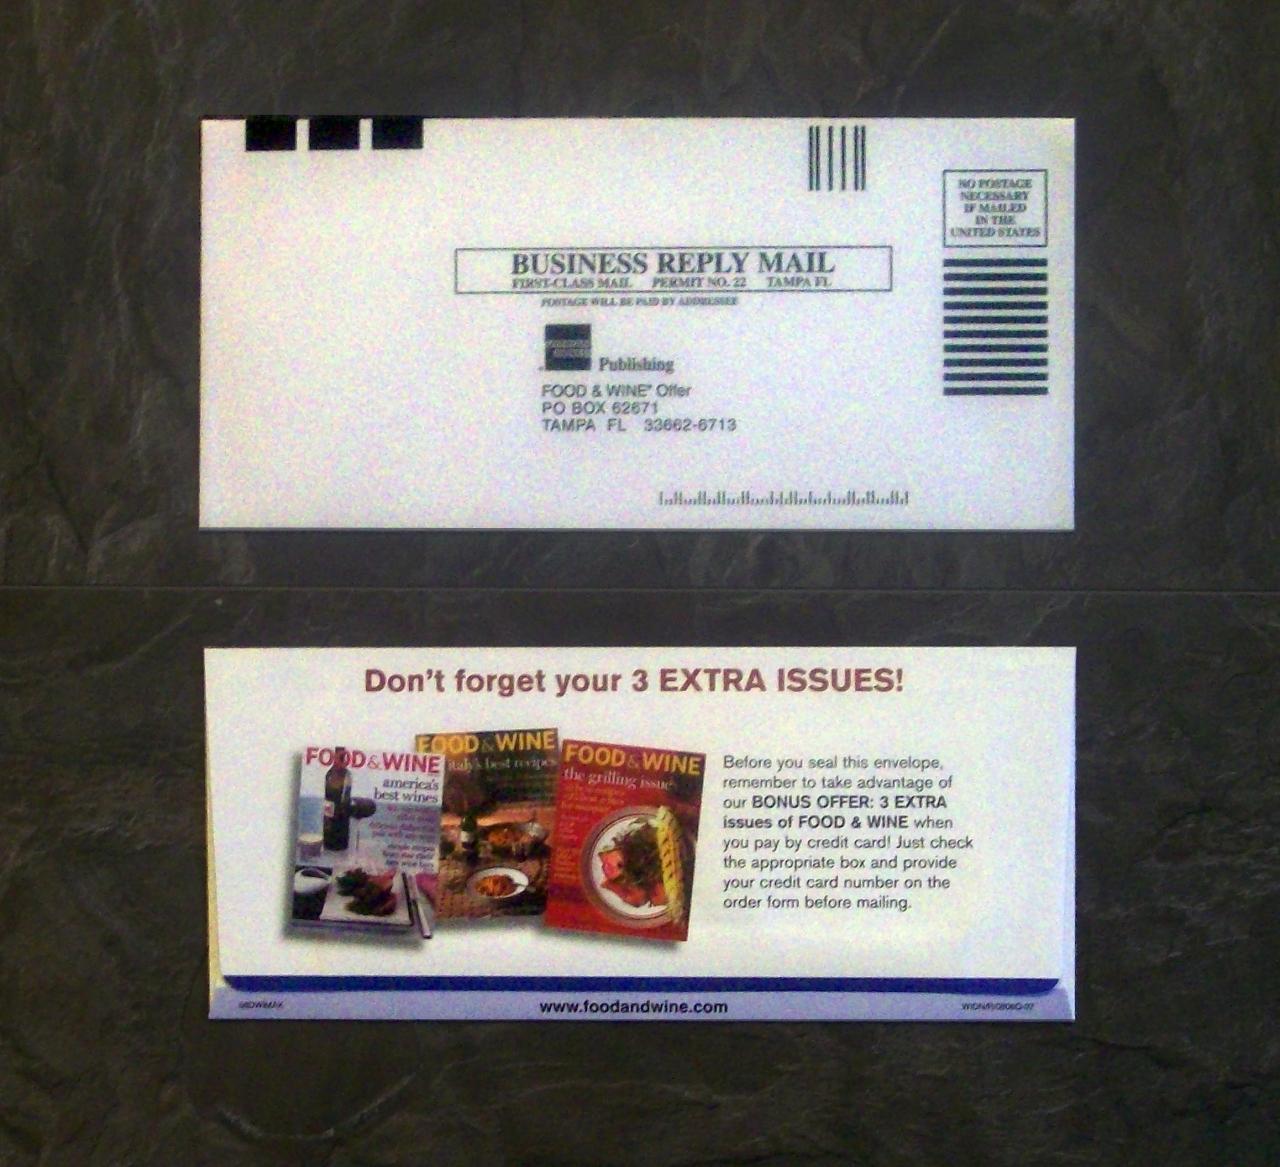 NO POSTAGE
NECESSARY
IF MAILED
IN THE
UNITED STATES
BUSINESS REPLY MAIL
FIRST-CLASS MAIL PERMIT NO. 22 TAMPA FL
POSTAGE WILL BE PAID BY ADDRESSEE
Publishing
FOOD & WINE® Offer
PO BOX 62671
TAMPA FL 33662-6713
Don't forget your 3 EXTRA ISSUES!
FOOD & WINE
america's
best wines
FOOD & WINE
italy's best recipes
FOOD & WINE
the grilling issue
Before you seal this envelope,
remember to take advantage of
our BONUS OFFER: 3 EXTRA
issues of FOOD & WINE when
you pay by credit card! Just check
the appropriate box and provide
your credit card number on the
order form before mailing.
www.foodandwine.com